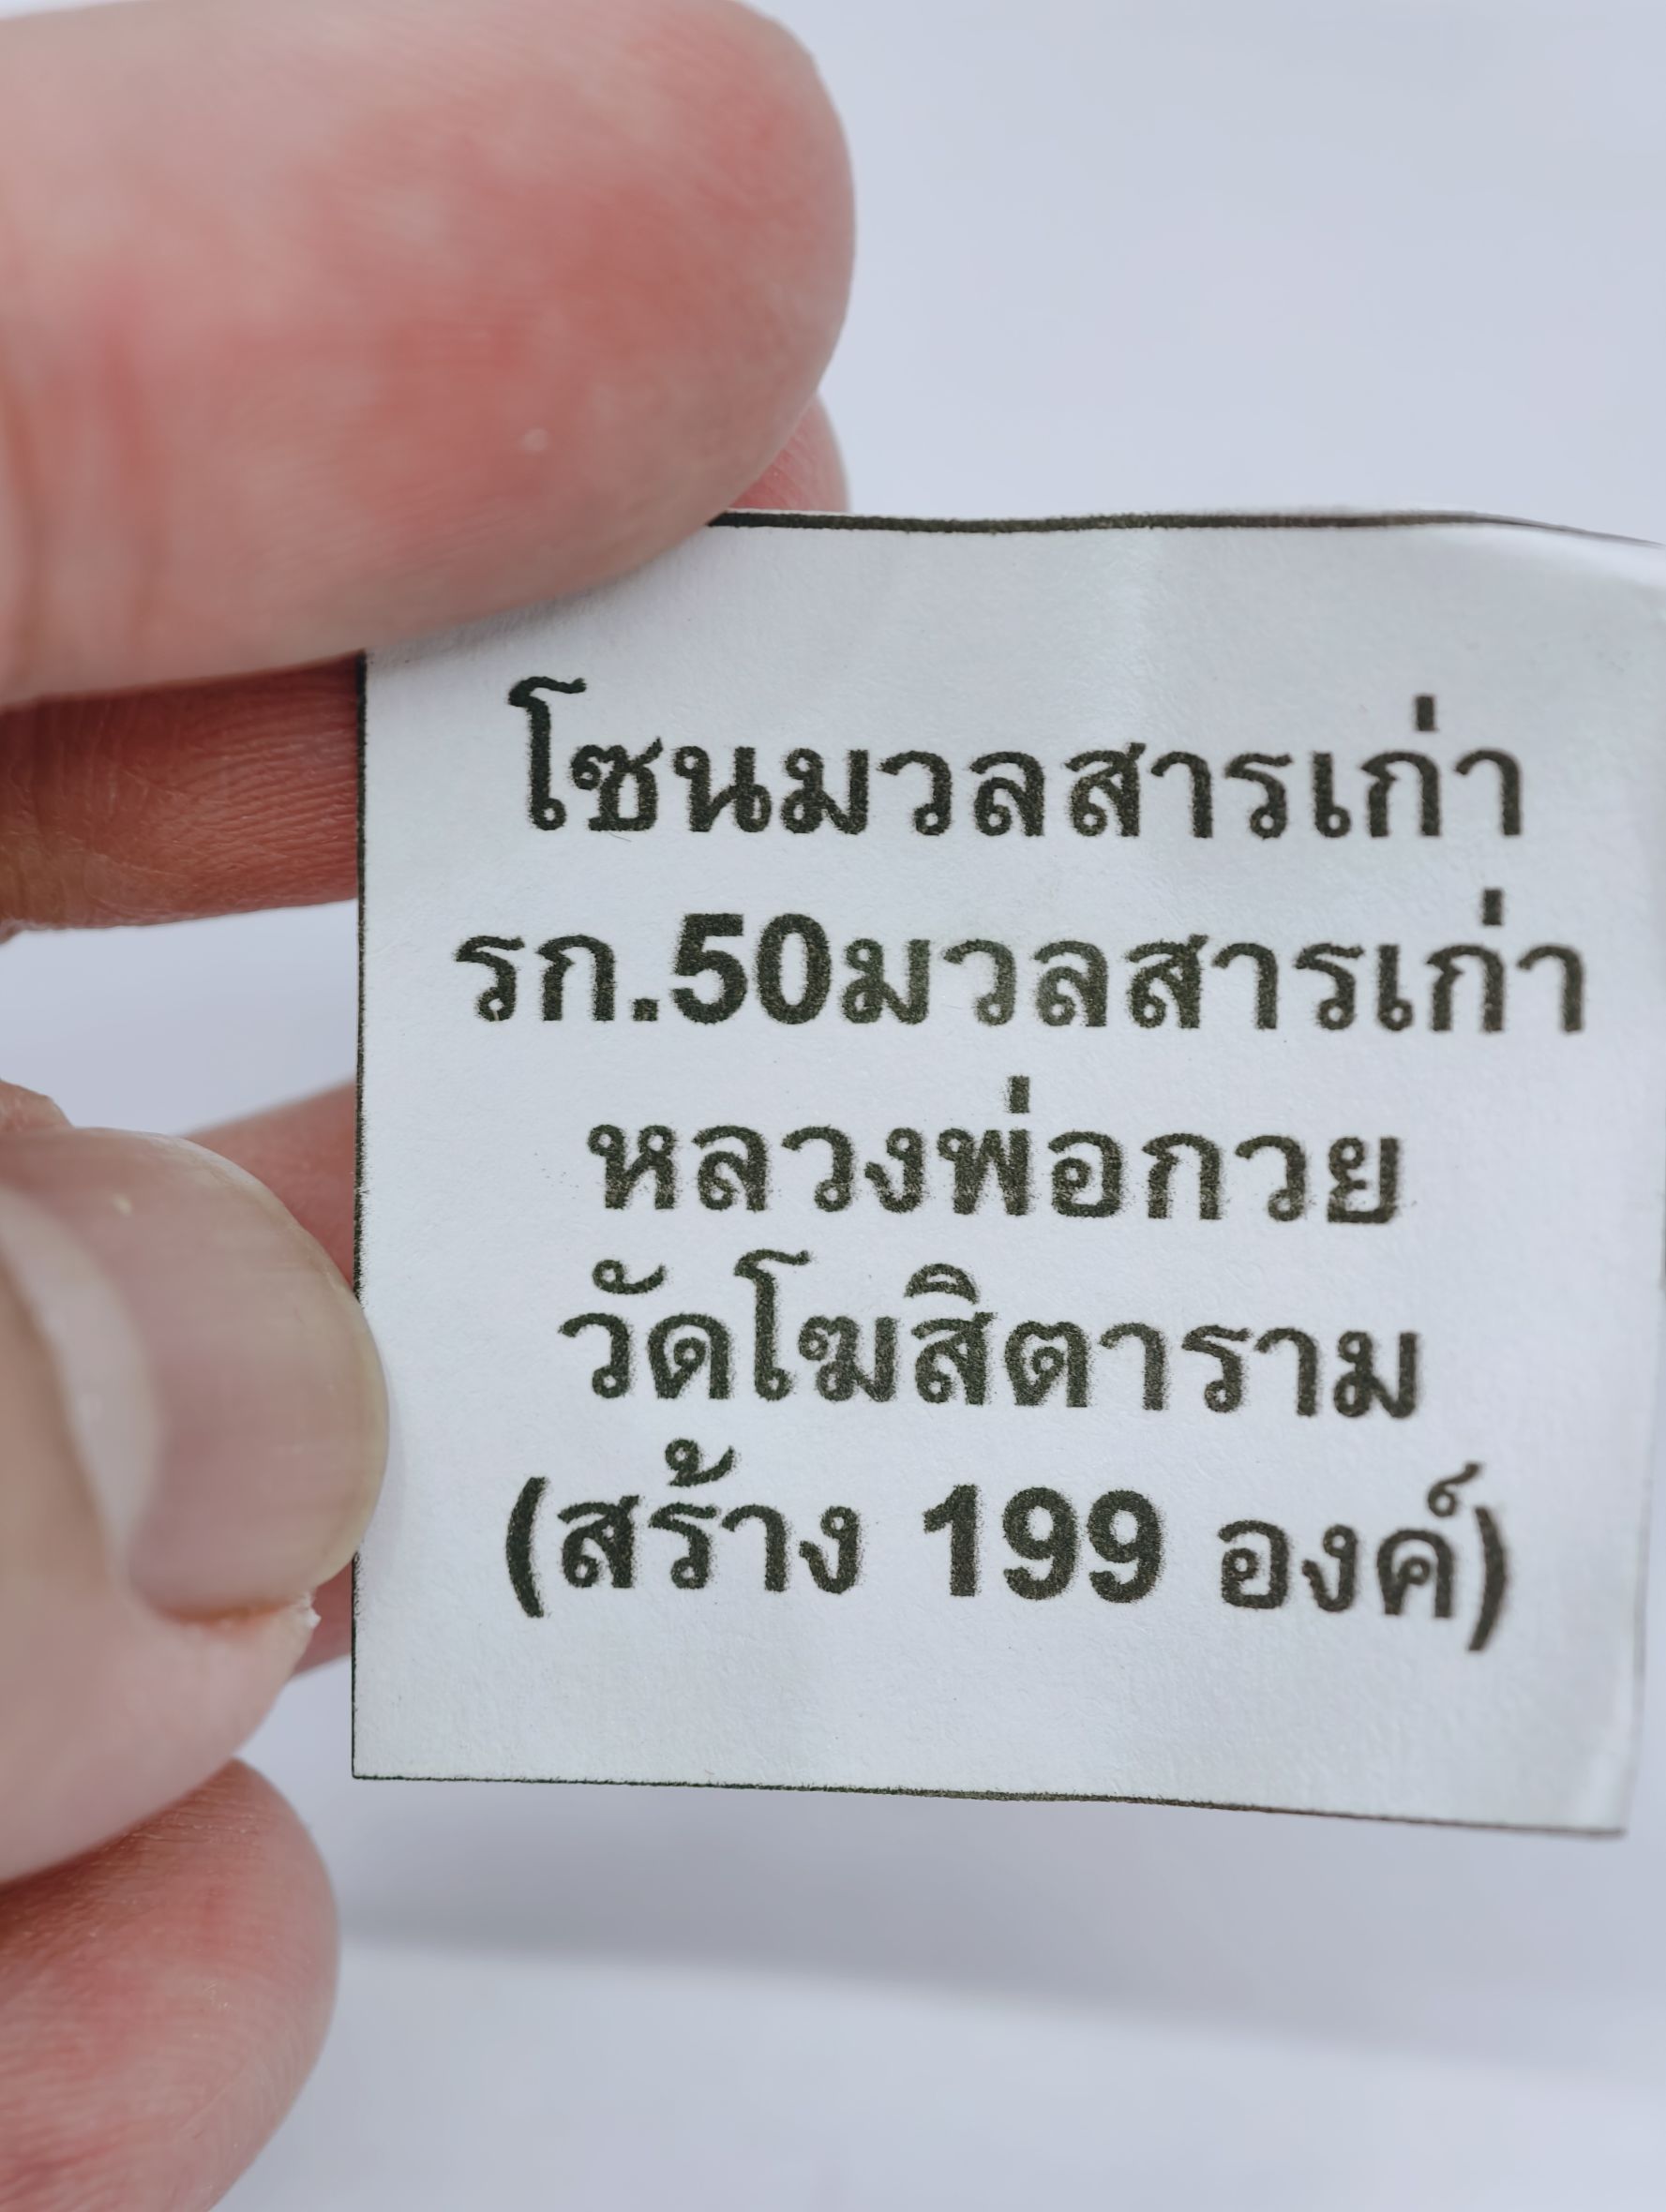 โซนมวลสารเก่า
รก.50มวลสารเก่า
หลวงพ่อกวย
วัดโฆสิตาราม
(สร้าง 199 องค์)